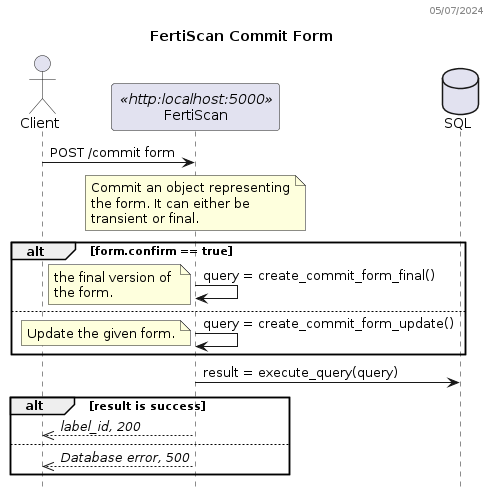 05/07/2024
FertiScan Commit Form
Client
«http:localhost:5000»
FertiScan
SQL
POST /commit form
Commit an object representing
the form. It can either be
transient or final.
alt [form.confirm == true]
the final version of
the form.
query = create_commit_form_final()
Update the given form.
query = create_commit_form_update()
result = execute_query(query)
alt [result is success]
label_id, 200
Database error, 500